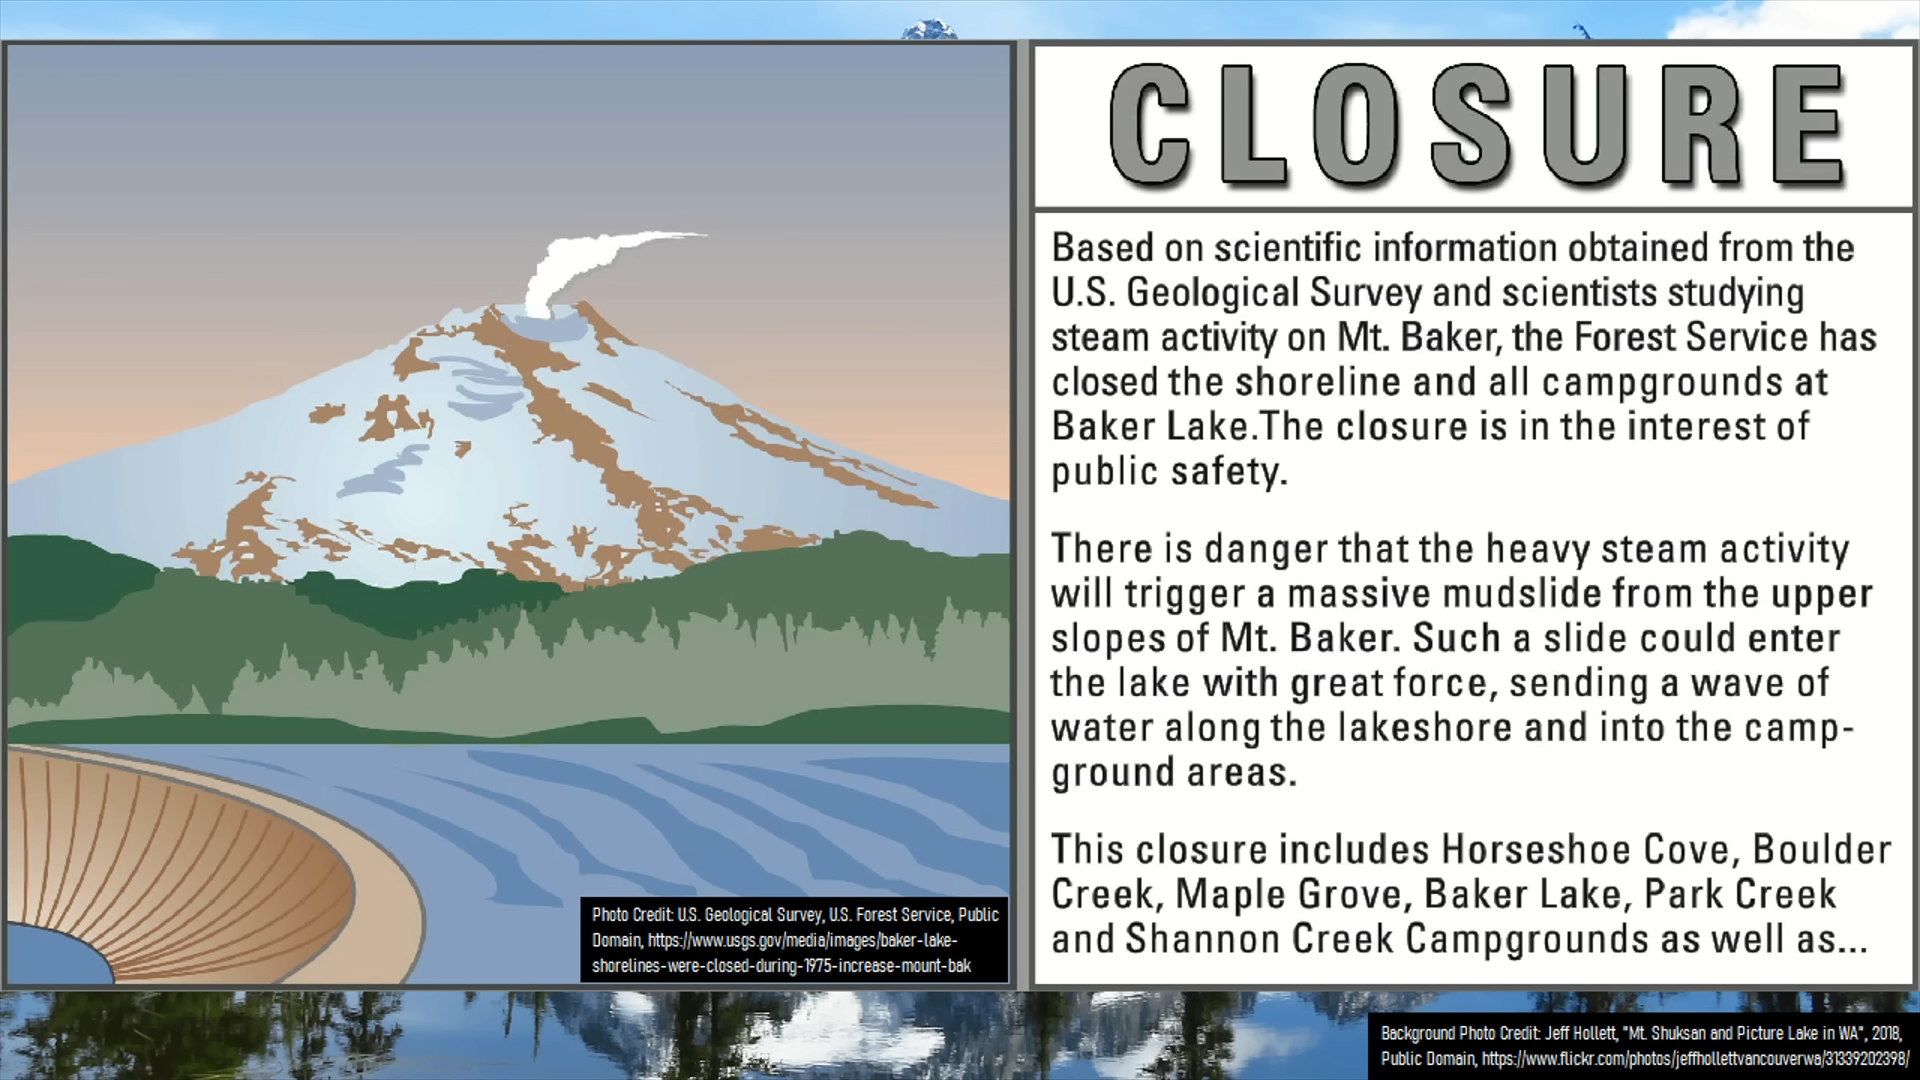 CLOSURE
Based on scientific information obtained from the
U.S. Geological Survey and scientists studying
steam activity on Mt. Baker, the Forest Service has
closed the shoreline and all campgrounds at
Baker Lake.The closure is in the interest of
public safety.
There is danger that the heavy steam activity
will trigger a massive mudslide from the upper
slopes of Mt. Baker. Such a slide could enter
the lake with great force, sending a wave of
water along the lakeshore and into the camp-
ground areas.
This closure includes Horseshoe Cove, Boulder
Creek, Maple Grove, Baker Lake, Park Creek
and Shannon Creek Campgrounds as well as...
Photo Credit: U.S. Geological Survey, U.S. Forest Service, Public
Domain, https://www.usgs.gov/media/images/baker-lake-
shorelines-were-closed-during-1975-increase-mount-bak
Background Photo Credit: Jeff Hollett, "Mt. Shuksan and Picture Lake in WA", 2018,
Public Domain, https://www.flickr.com/photos/jeffhollettvancouverwa/31339202398/